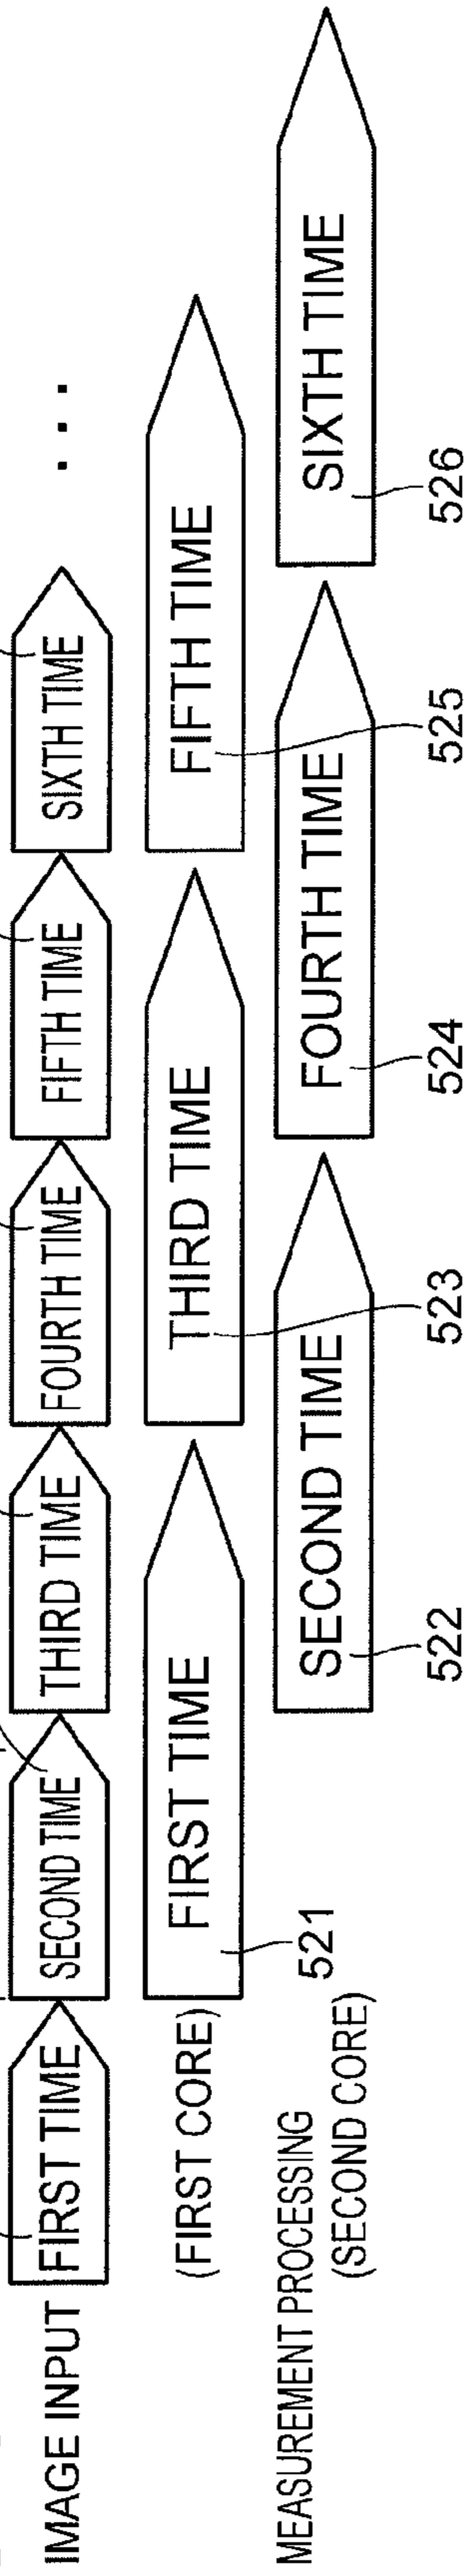 IMAGE INPUT
FIRST TIME
SECOND TIME
THIRD TIME
FOURTH TIME
FIFTH TIME
SIXTH TIME
...
(FIRST CORE)
FIRST TIME
THIRD TIME
FIFTH TIME
521
523
525
MEASUREMENT PROCESSING
(SECOND CORE)
SECOND TIME
FOURTH TIME
SIXTH TIME
522
524
526